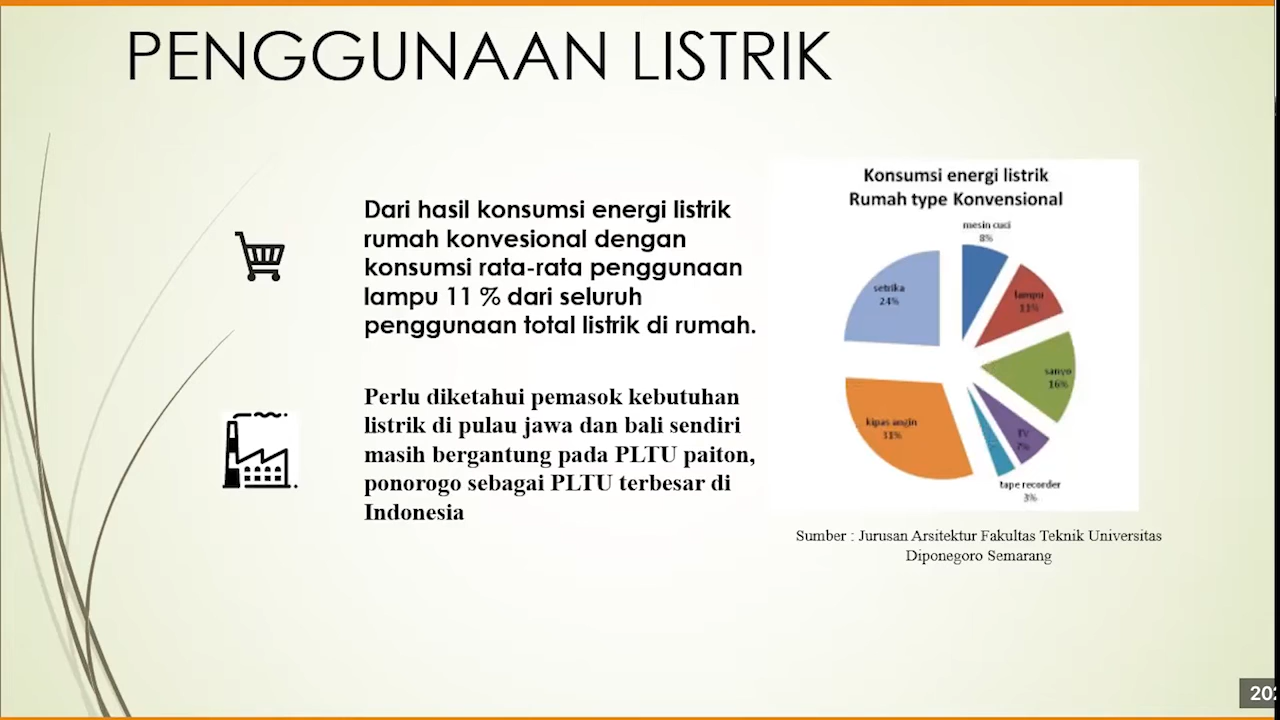 PENGGUNAAN LISTRIK
Dari hasil konsumsi energi listrik
rumah konvesional dengan
konsumsi rata-rata penggunaan
lampu 11 % dari seluruh
penggunaan total listrik di rumah.
Perlu diketahui pemasok kebutuhan
listrik di pulau jawa dan bali sendiri
masih bergantung pada PLTU paiton,
ponorogo sebagai PLTU terbesar di
Indonesia
Konsumsi energi listrik
Rumah type Konvensional
mesin cuci
8%
lampu
11%
sanyo
16%
TV
7%
tape recorder
3%
kipas angin
31%
setrika
24%
Sumber : Jurusan Arsitektur Fakultas Teknik Universitas
Diponegoro Semarang